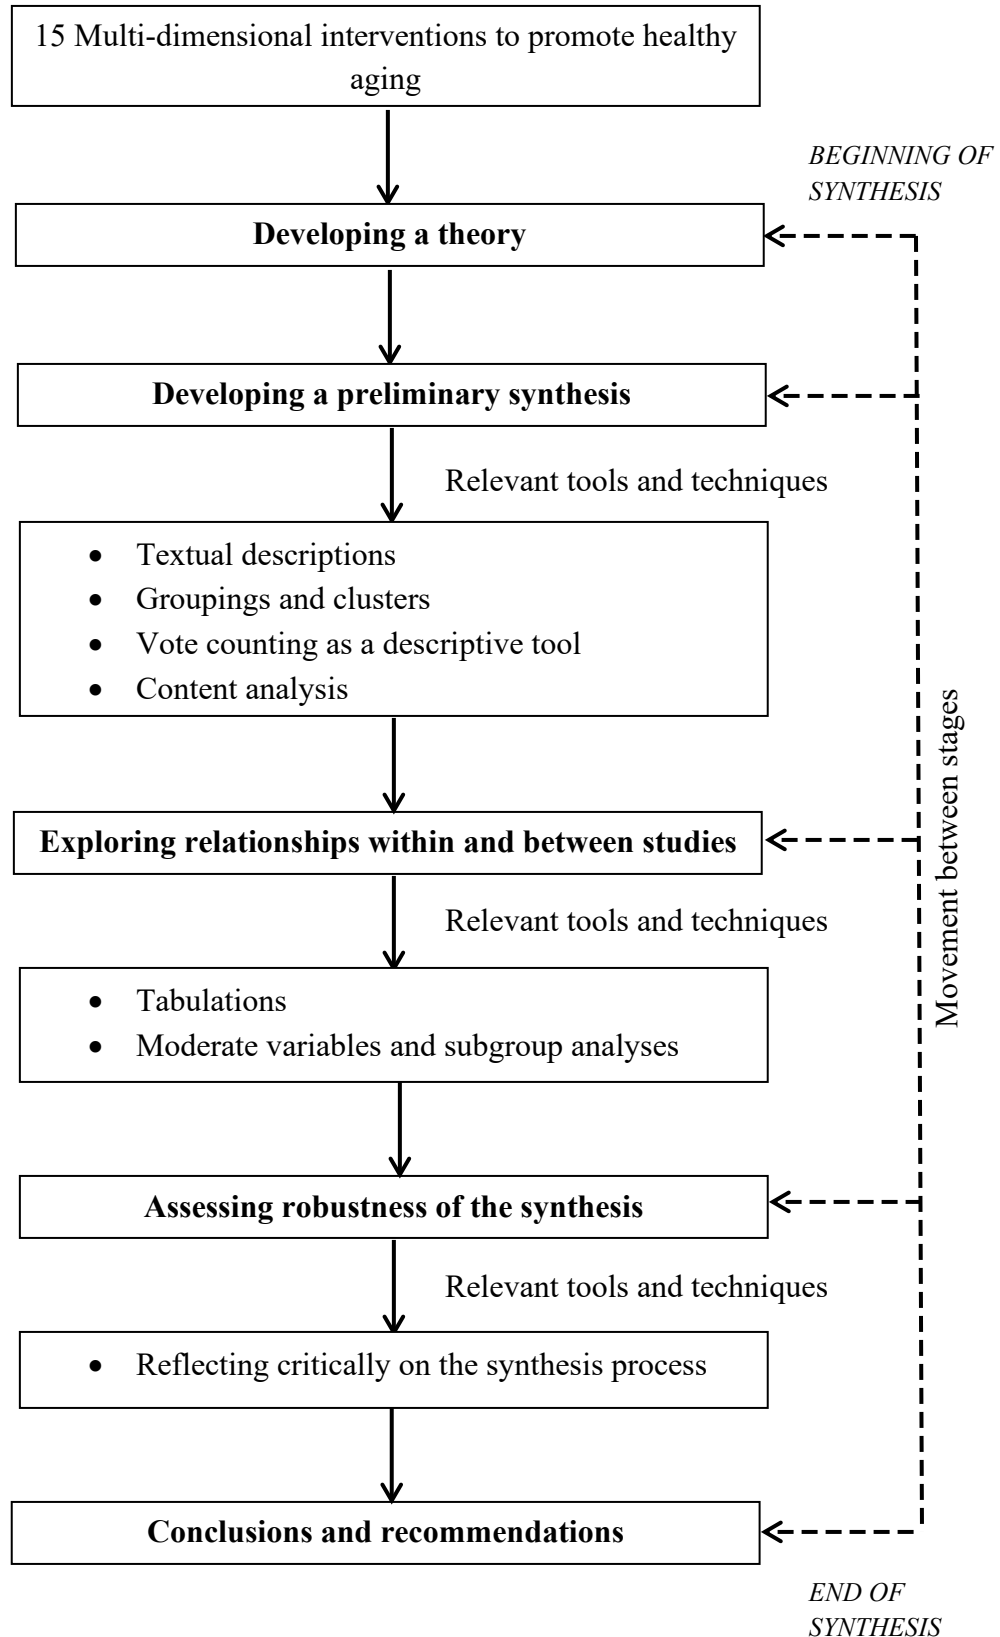 15 Multi-dimensional interventions to promote healthy
aging
BEGINNING OF
SYNTHESIS
Developing a theory
Developing a preliminary synthesis
Relevant tools and techniques
• Textual descriptions
• Groupings and clusters
• Vote counting as a descriptive tool
• Content analysis
Movement between stages
Exploring relationships within and between studies
Relevant tools and techniques
• Tabulations
• Moderate variables and subgroup analyses
Assessing robustness of the synthesis
Relevant tools and techniques
• Reflecting critically on the synthesis process
Conclusions and recommendations
END OF
SYNTHESIS